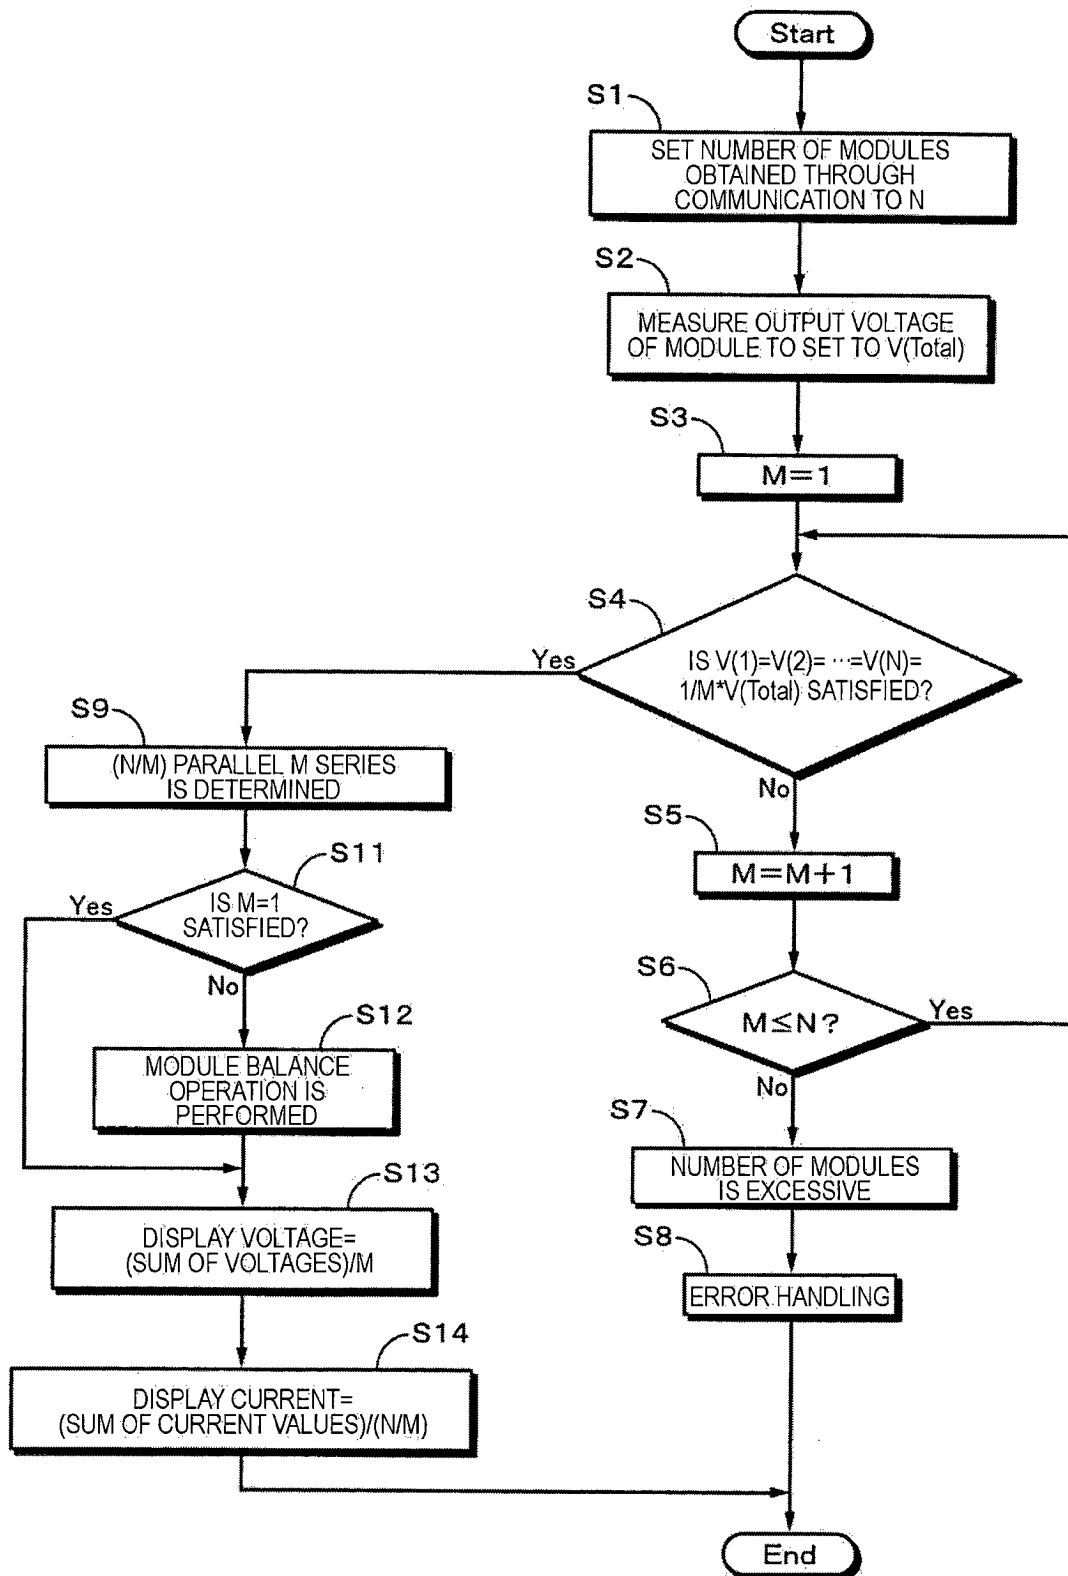 Start
S1
SET NUMBER OF MODULES
OBTAINED THROUGH
COMMUNICATION TO N
S2
MEASURE OUTPUT VOLTAGE
OF MODULE TO SET TO V(Total)
S3
M=1
S4
IS V(1)=V(2)= ···=V(N)=
1/M*V(Total) SATISFIED?
Yes
No
S5
M=M+1
S6
M≤N?
Yes
No
S7
NUMBER OF MODULES
IS EXCESSIVE
S8
ERROR HANDLING
S9
(N/M) PARALLEL M SERIES
IS DETERMINED
S11
IS M=1
SATISFIED?
Yes
No
S12
MODULE BALANCE
OPERATION IS
PERFORMED
S13
DISPLAY VOLTAGE=
(SUM OF VOLTAGES)/M
S14
DISPLAY CURRENT=
(SUM OF CURRENT VALUES)/(N/M)
End